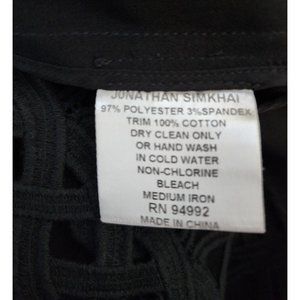 JONATHAN SIMKHAI
97% POLYESTER 3%SPANDEX
TRIM 100% COTTON
DRY CLEAN ONLY
OR HAND WASH
IN COLD WATER
NON-CHLORINE
BLEACH
MEDIUM IRON
RN 94992
MADE IN CHINA